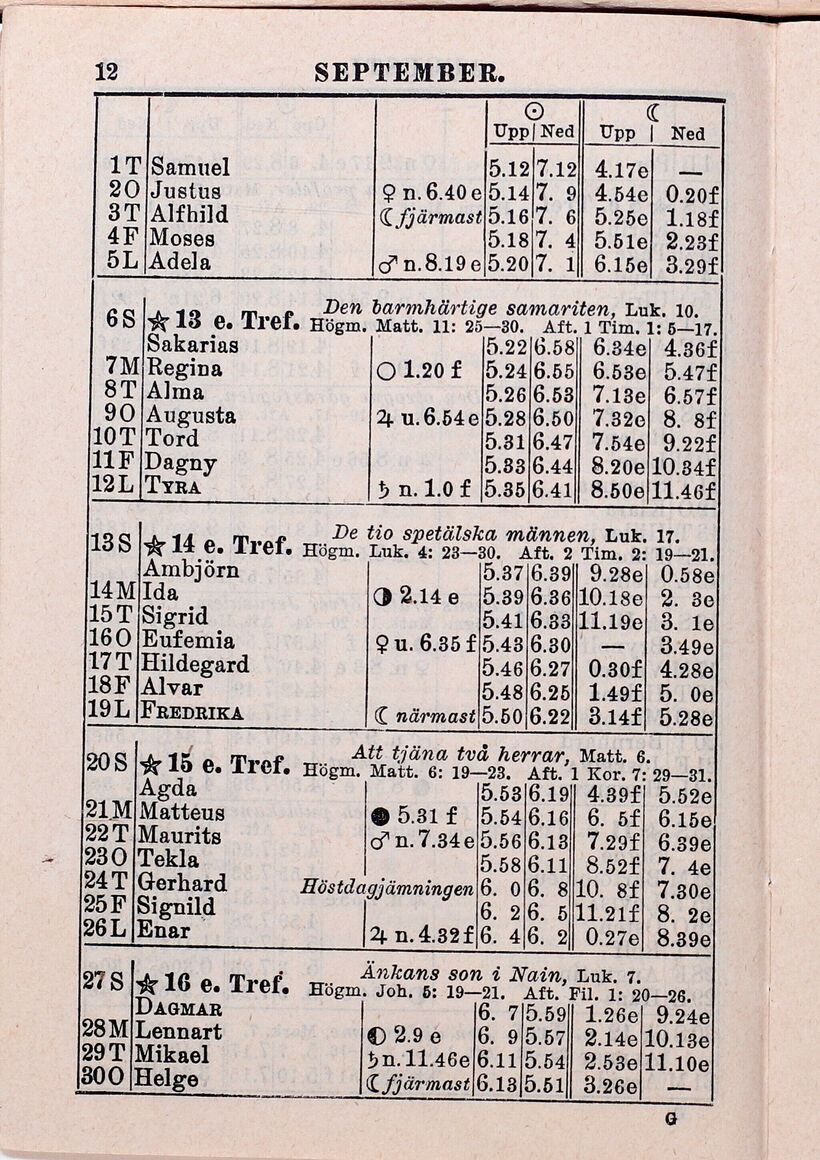 12 SEPTEMBER.
☉ ☾
Upp Ned Upp Ned
1 T Samuel 5.12 7.12 4.17e —
2 O Justus ♀ n. 6.40 e 5.14 7. 9 4.54e 0.20f
3 T Alfhild ☾ fjärmast 5.16 7. 6 5.25e 1.18f
4 F Moses 5.18 7. 4 5.51e 2.23f
5 L Adela ♂ n. 8.19 e 5.20 7. 1 6.15e 3.29f
6 S ★ 13 e. Tref. Den barmhärtige samariten, Luk. 10.
Högm. Matt. 11: 25—30. Aft. 1 Tim. 1: 5—17.
Sakarias 5.22 6.58 6.34e 4.36f
7 M Regina ○ 1.20 f 5.24 6.55 6.53e 5.47f
8 T Alma 5.26 6.53 7.13e 6.57f
9 O Augusta ♃ u. 6.54 e 5.28 6.50 7.32e 8. 8f
10 T Tord 5.31 6.47 7.54e 9.22f
11 F Dagny 5.33 6.44 8.20e 10.34f
12 L TYRA ♄ n. 1.0 f 5.35 6.41 8.50e 11.46f
13 S ★ 14 e. Tref. De tio spetälska männen, Luk. 17.
Högm. Luk. 4: 23—30. Aft. 2 Tim. 2: 19—21.
Ambjörn 5.37 6.39 9.28e 0.58e
14 M Ida ◑ 2.14 e 5.39 6.36 10.18e 2. 3e
15 T Sigrid 5.41 6.33 11.19e 3. 1e
16 O Eufemia ♀ u. 6.35 f 5.43 6.30 — 3.49e
17 T Hildegard 5.46 6.27 0.30f 4.28e
18 F Alvar 5.48 6.25 1.49f 5. 0e
19 L FREDRIKA ☾ närmast 5.50 6.22 3.14f 5.28e
20 S ★ 15 e. Tref. Att tjäna två herrar, Matt. 6.
Högm. Matt. 6: 19—23. Aft. 1 Kor. 7: 29—31.
Agda 5.53 6.19 4.39f 5.52e
21 M Matteus ● 5.31 f 5.54 6.16 6. 5f 6.15e
22 T Maurits ♂ n. 7.34 e 5.56 6.13 7.29f 6.39e
23 O Tekla 5.58 6.11 8.52f 7. 4e
24 T Gerhard Höstdagjämningen 6. 0 6. 8 10. 8f 7.30e
25 F Signild 6. 2 6. 5 11.21f 8. 2e
26 L Enar ♃ n. 4.32 f 6. 4 6. 2 0.27e 8.39e
27 S ★ 16 e. Tref. Änkans son i Nain, Luk. 7.
Högm. Joh. 5: 19—21. Aft. Fil. 1: 20—26.
DAGMAR 6. 7 5.59 1.26e 9.24e
28 M Lennart ◐ 2.9 e 6. 9 5.57 2.14e 10.13e
29 T Mikael ♄ n. 11.46e 6.11 5.54 2.53e 11.10e
30 O Helge ☾ fjärmast 6.13 5.51 3.26e —
G